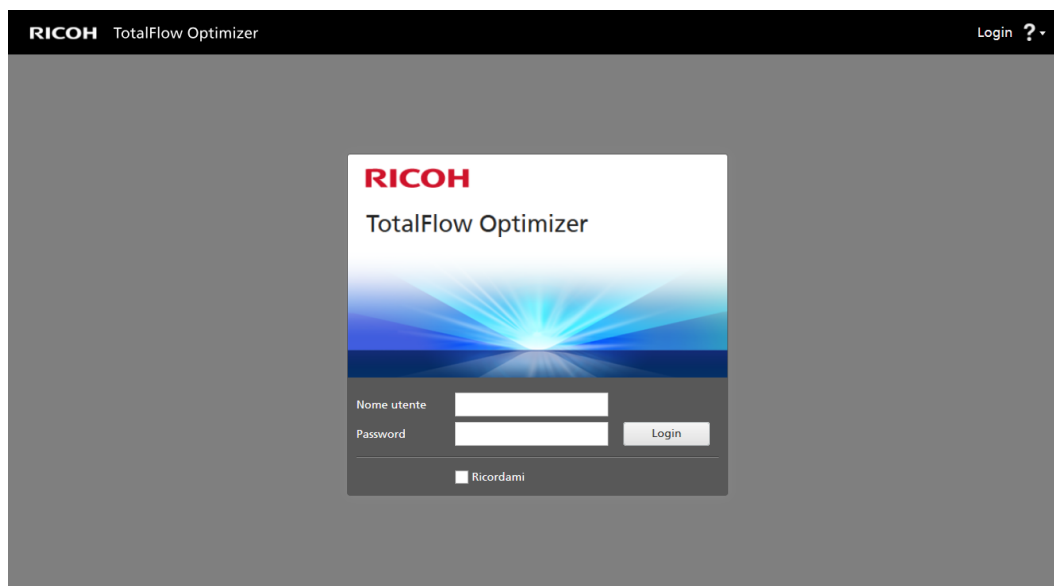 RICOH TotalFlow Optimizer Login ?
RICOH
TotalFlow Optimizer
Nome utente
Password Login
Ricordami